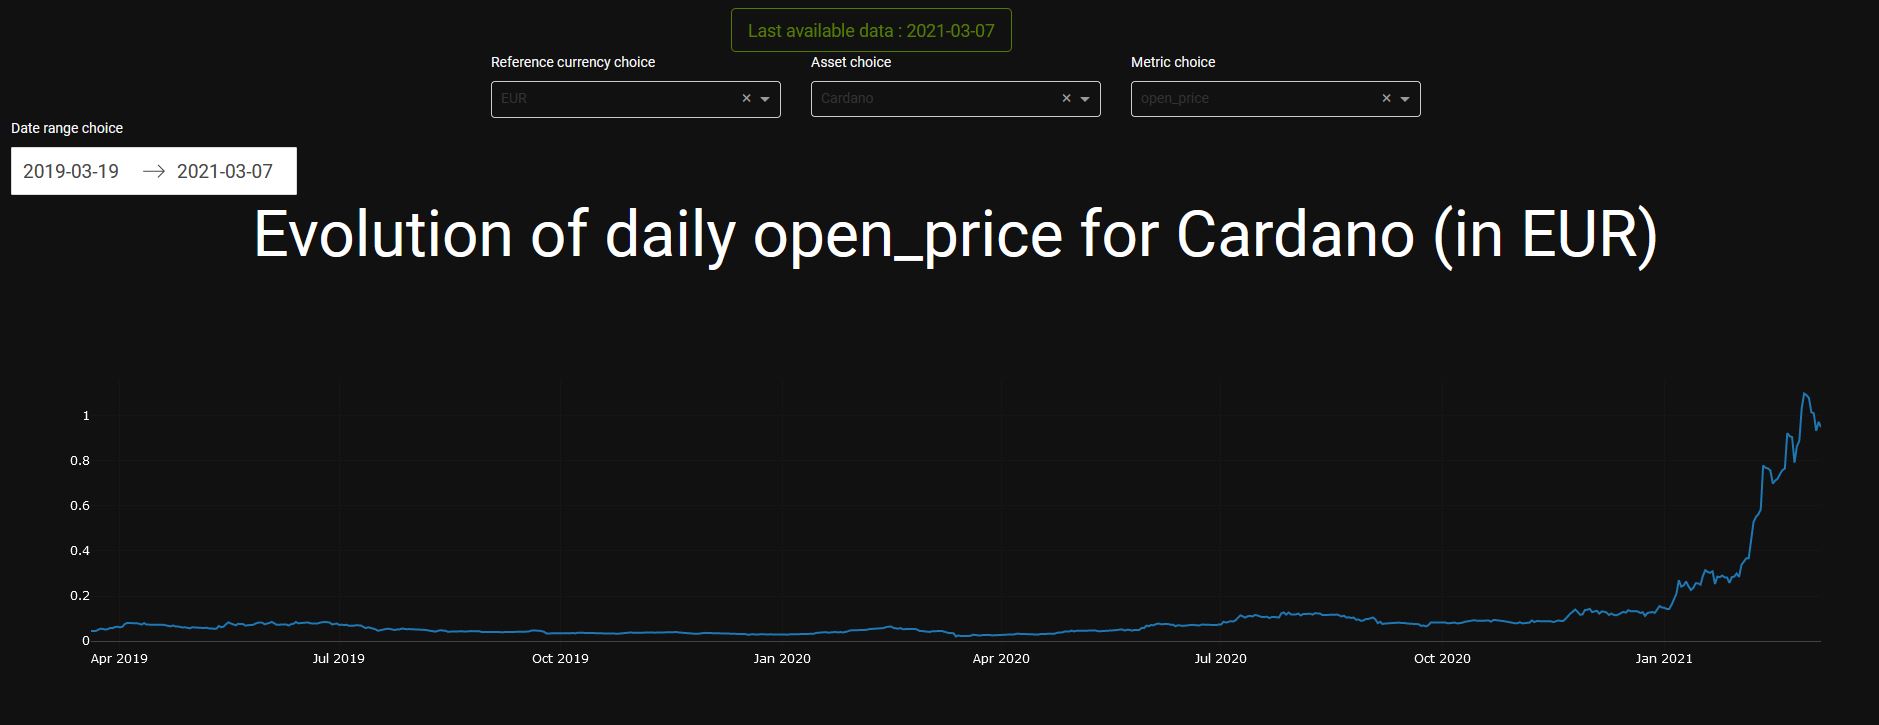 Last available data : 2021-03-07
Reference currency choice
Asset choice
Metric choice
EUR × 
Cardano × 
open_price × 
Date range choice
2019-03-19 → 2021-03-07
Evolution of daily open_price for Cardano (in EUR)
1
0.8
0.6
0.4
0.2
0
Apr 2019
Jul 2019
Oct 2019
Jan 2020
Apr 2020
Jul 2020
Oct 2020
Jan 2021